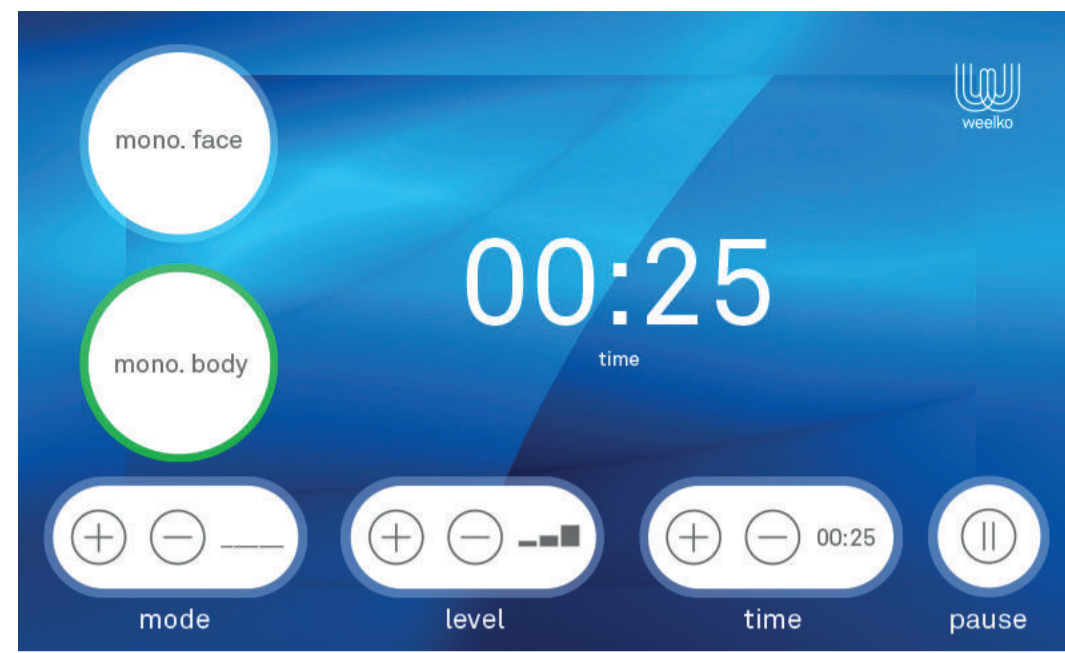 mono. face
weelko
00:25
time
mono. body
00:25
mode
level
time
pause